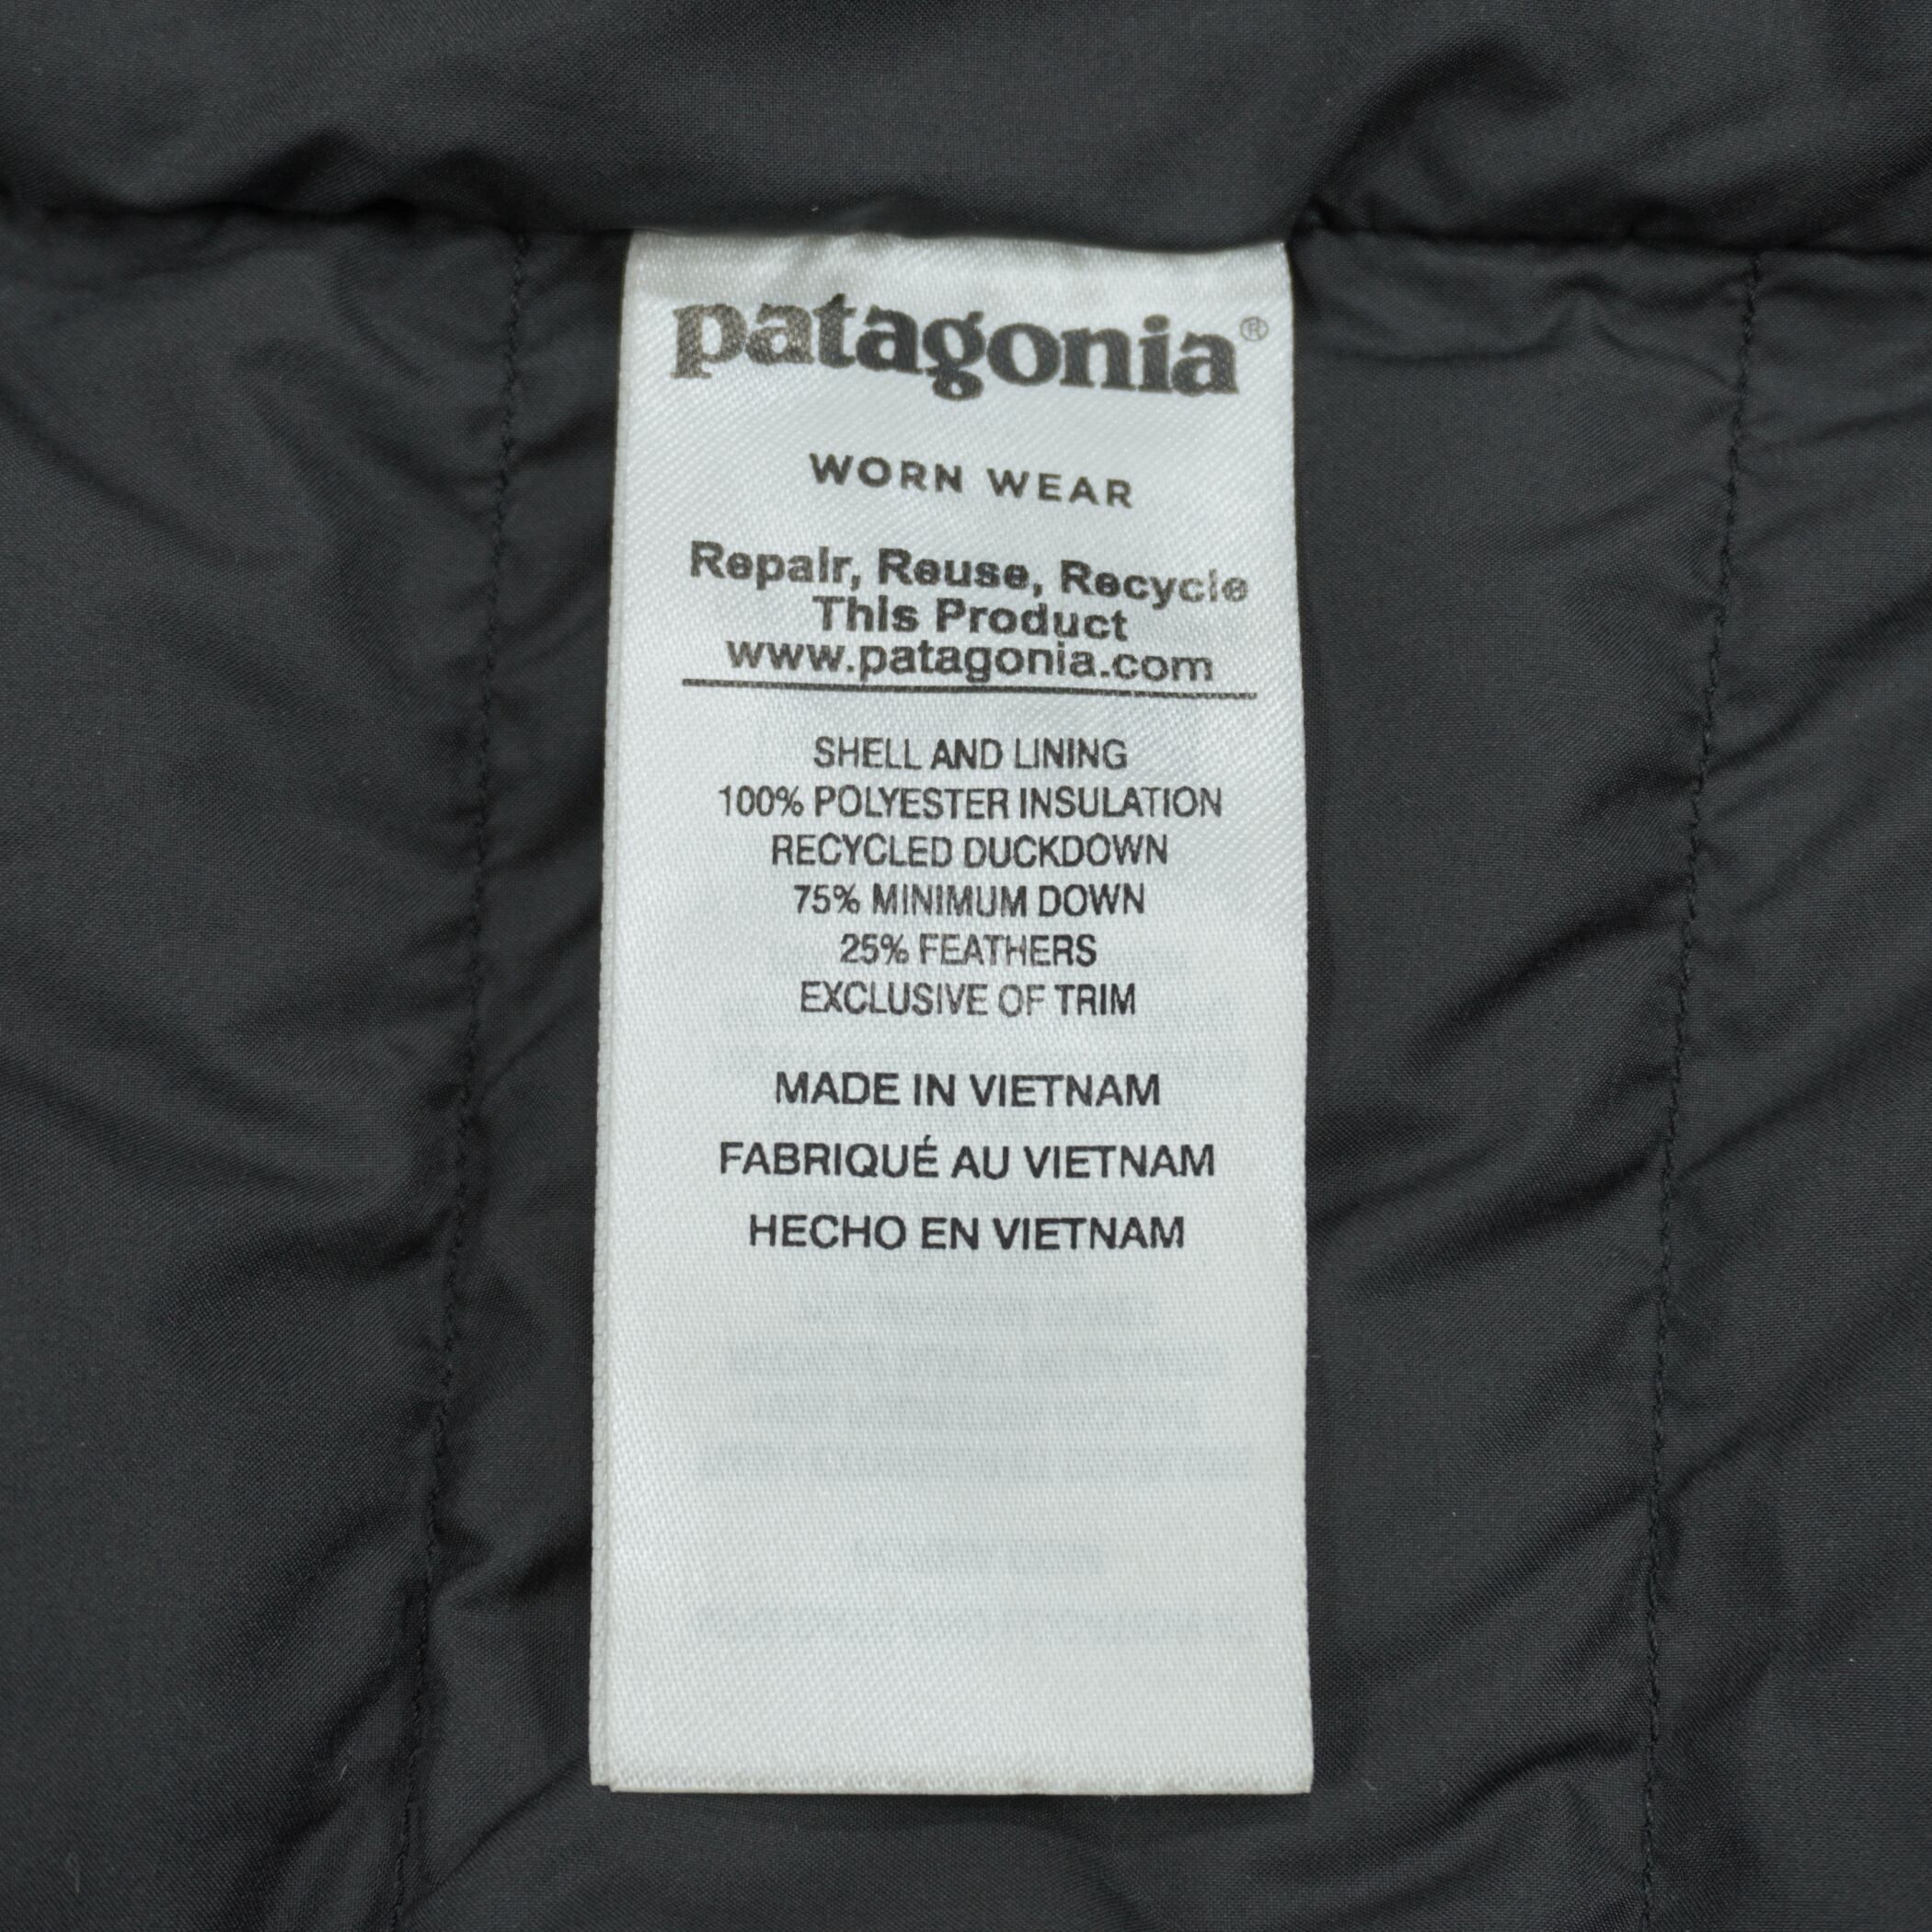 patagonia®
WORN WEAR
Repair, Reuse, Recycle
This Product
www.patagonia.com
SHELL AND LINING
100% POLYESTER INSULATION
RECYCLED DUCKDOWN
75% MINIMUM DOWN
25% FEATHERS
EXCLUSIVE OF TRIM
MADE IN VIETNAM
FABRIQUÉ AU VIETNAM
HECHO EN VIETNAM